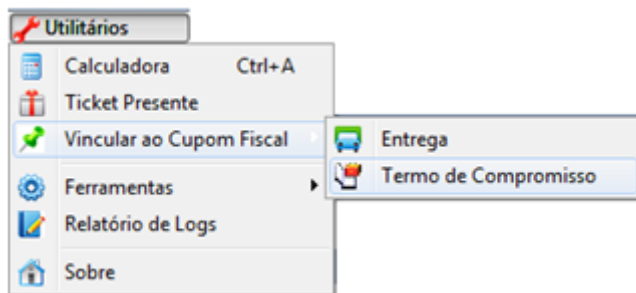 Utilitários
Calculadora Ctrl+A
Ticket Presente
Vincular ao Cupom Fiscal
Entrega
Termo de Compromisso
Ferramentas
Relatório de Logs
Sobre